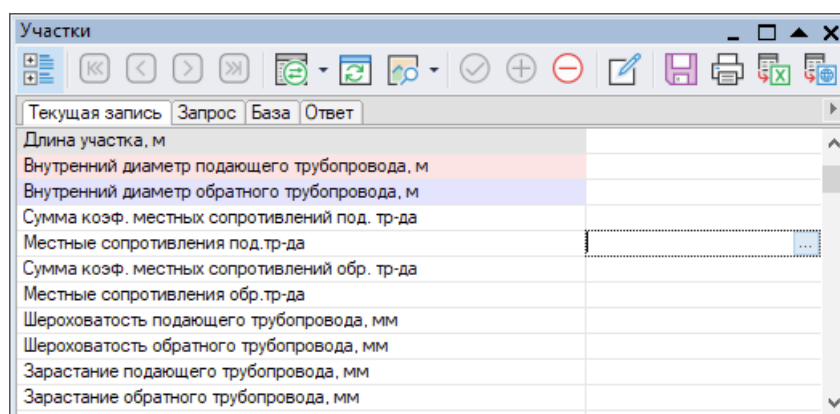 Участки
Текущая запись Запрос База Ответ
Длина участка, м
Внутренний диаметр подающего трубопровода, м
Внутренний диаметр обратного трубопровода, м
Сумма коэф. местных сопротивлений под. тр-да
Местные сопротивления под.тр-да
...
Сумма коэф. местных сопротивлений обр. тр-да
Местные сопротивления обр.тр-да
Шероховатость подающего трубопровода, мм
Шероховатость обратного трубопровода, мм
Зарастание подающего трубопровода, мм
Зарастание обратного трубопровода, мм